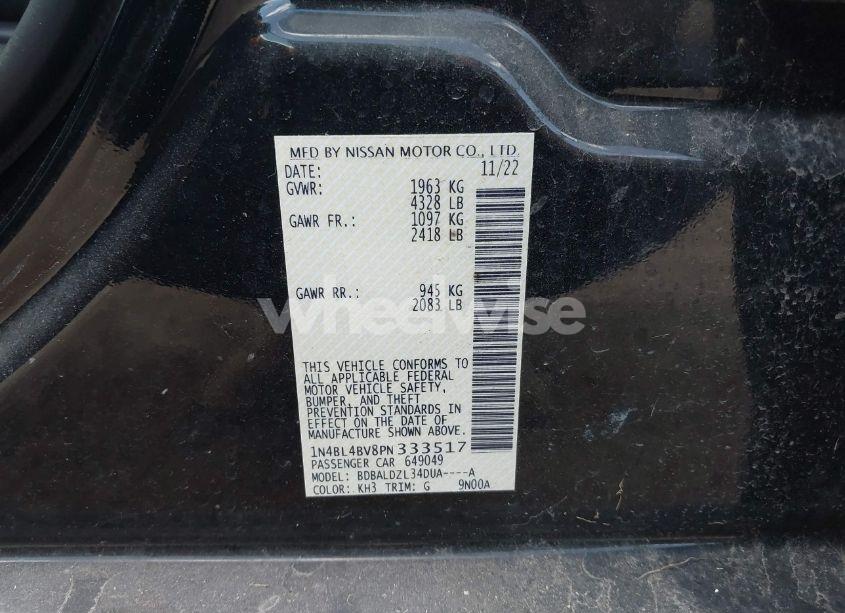 MFD BY NISSAN MOTOR CO., LTD.
DATE: 11/22
GVWR: 1963 KG
4328 LB
GAWR FR.: 1097 KG
2418 LB
GAWR RR.: 945 KG
2083 LB
wheelwise
THIS VEHICLE CONFORMS TO
ALL APPLICABLE FEDERAL
MOTOR VEHICLE SAFETY,
BUMPER, AND THEFT
PREVENTION STANDARDS IN
EFFECT ON THE DATE OF
MANUFACTURE SHOWN ABOVE.
1N4BL4BV8PN333517
PASSENGER CAR 649049
MODEL: BDBALDZL34DUA----A
COLOR: KH3 TRIM: G 9N00A